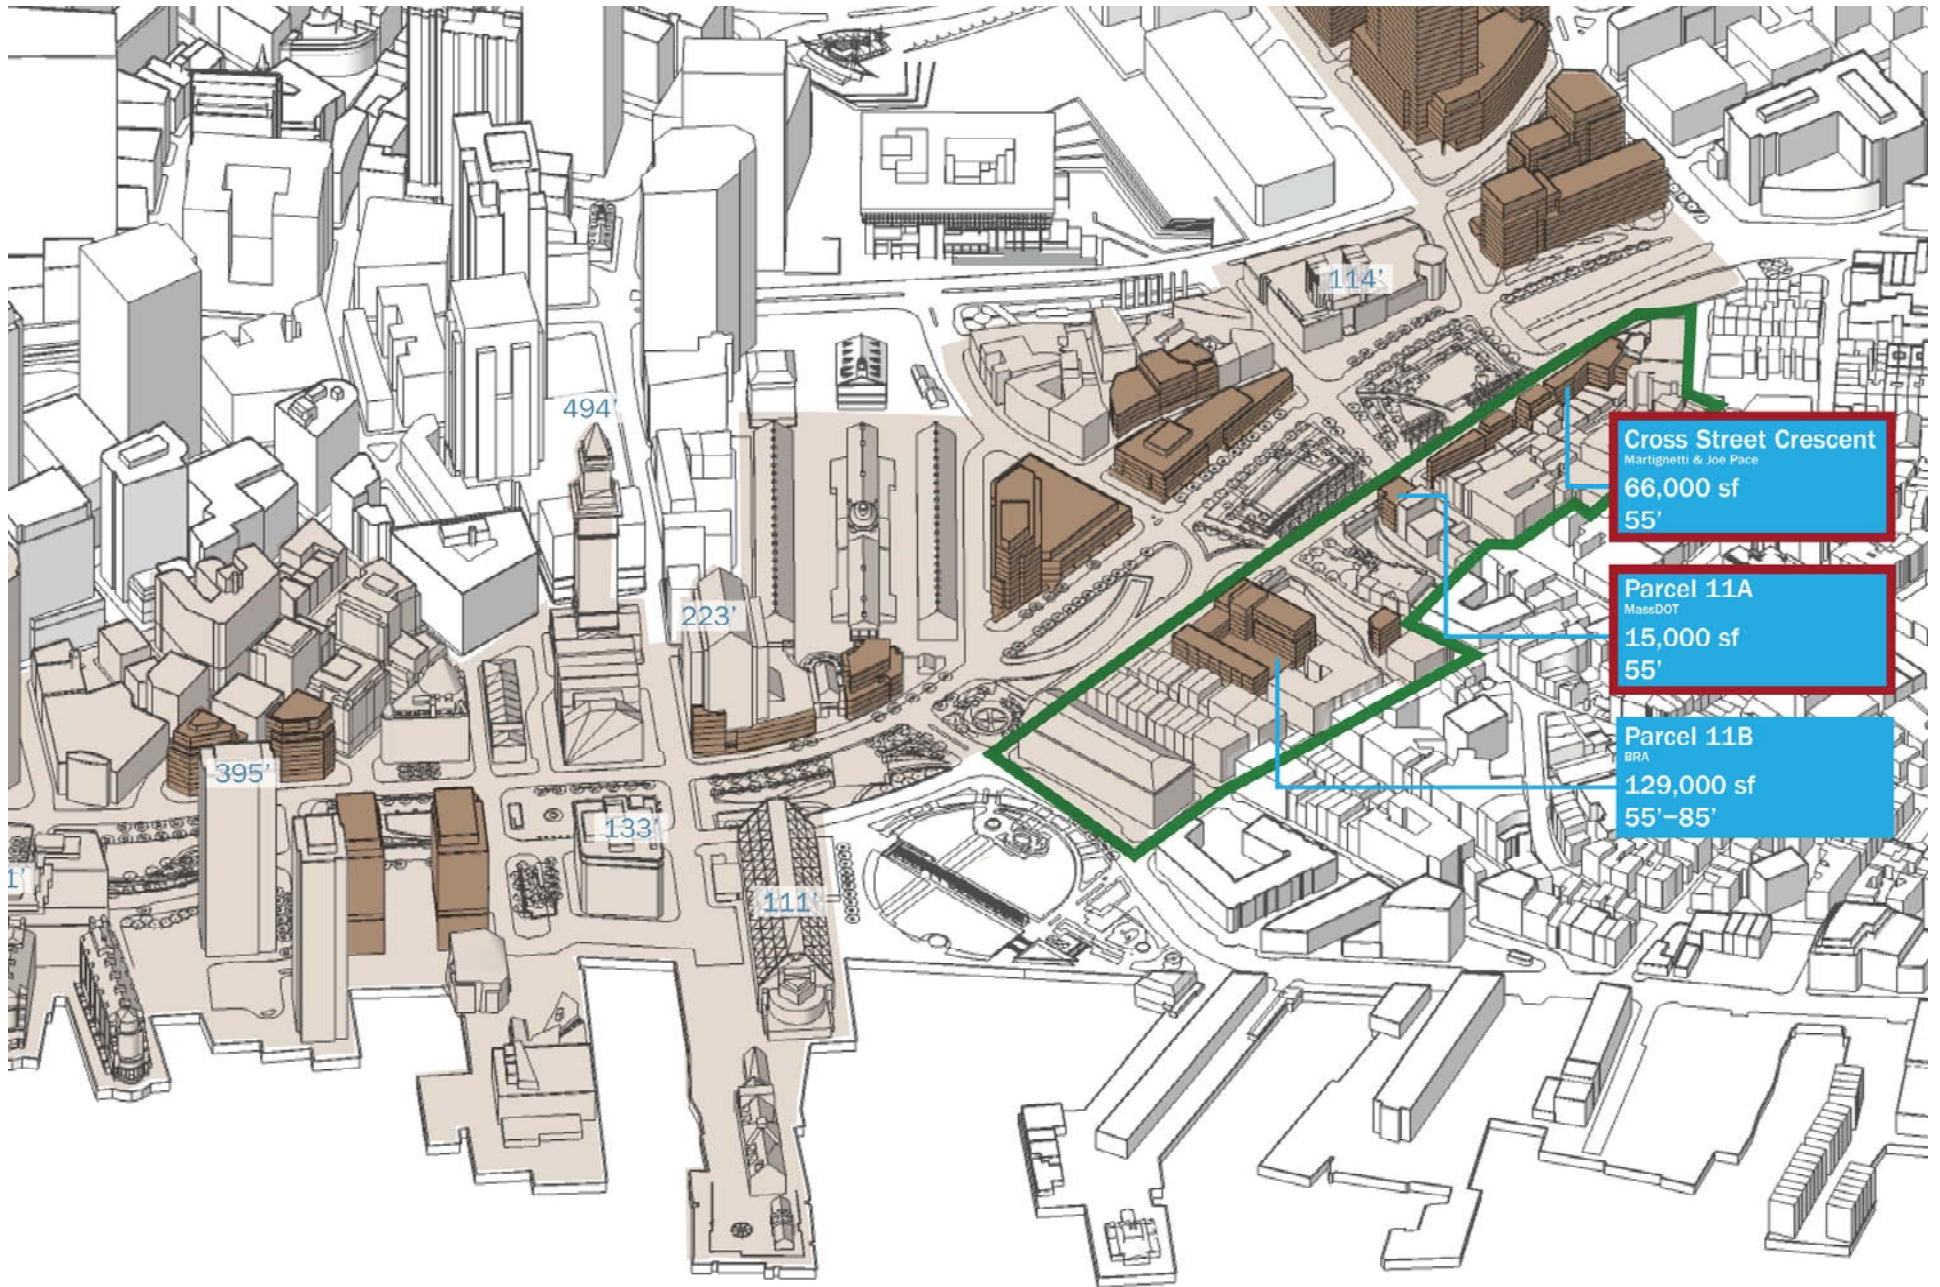 114'
494'
Cross Street Crescent
Martignetti & Joe Pace
66,000 sf
55'
Parcel 11A
MassDOT
15,000 sf
55'
223'
Parcel 11B
BRA
129,000 sf
55'–85'
395'
133'
1'
111'